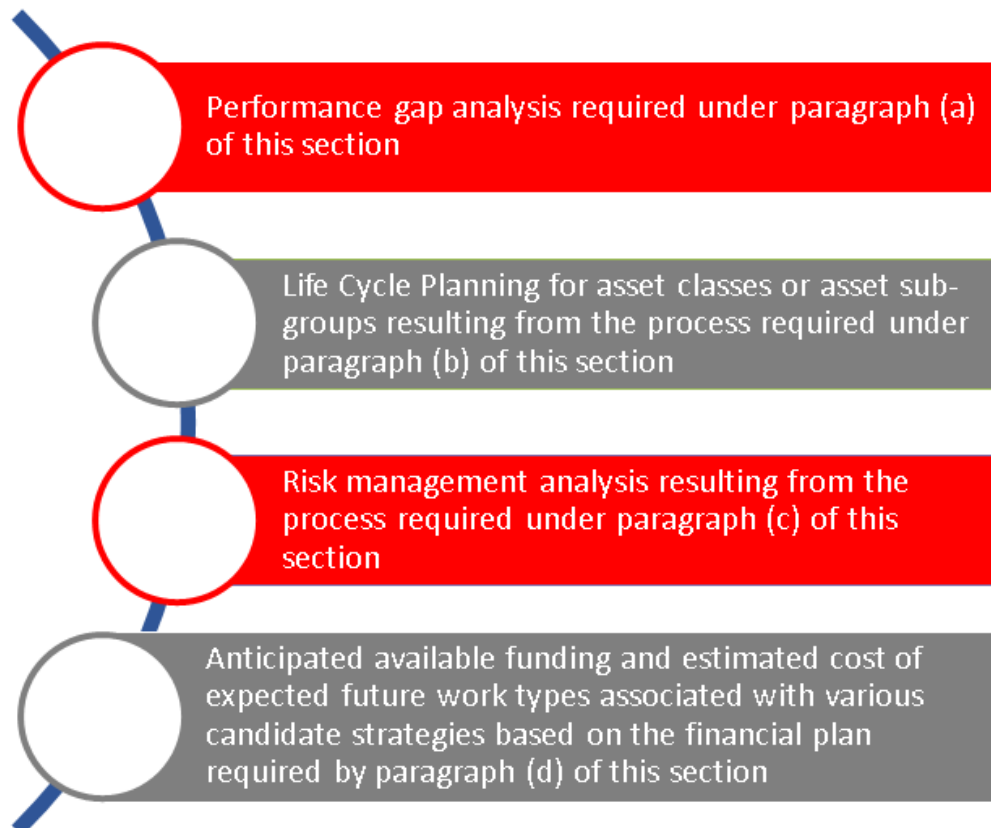 Performance gap analysis required under paragraph (a)
of this section
Life Cycle Planning for asset classes or asset sub-
groups resulting from the process required under
paragraph (b) of this section
Risk management analysis resulting from the
process required under paragraph (c) of this
section
Anticipated available funding and estimated cost of
expected future work types associated with various
candidate strategies based on the financial plan
required by paragraph (d) of this section